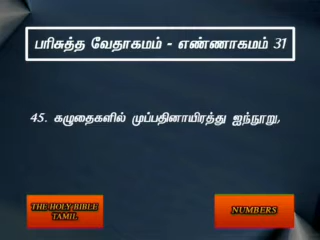 பரிசுத்த வேதாகமம் - எண்ணாகமம் 31
45. கழுதைகளில் முப்பதினாயிரத்து ஐந்நூறு,
THE HOLY BIBLE
TAMIL
NUMBERS